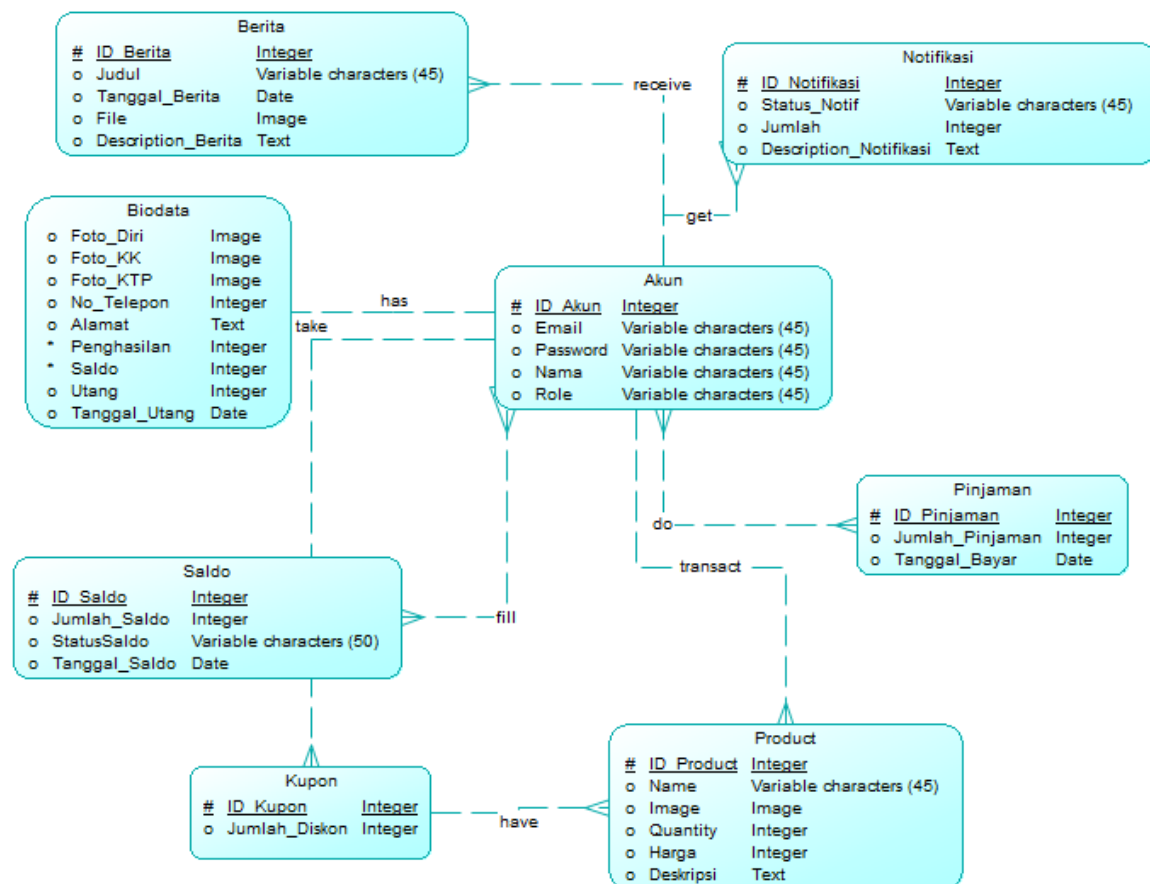 Berita
# ID_Berita Integer
o Judul Variable characters (45)
o Tanggal_Berita Date
o File Image
o Description_Berita Text
Notifikasi
# ID_Notifikasi Integer
o Status_Notif Variable characters (45)
o Jumlah Integer
o Description_Notifikasi Text
receive
get
Biodata
o Foto_Diri Image
o Foto_KK Image
o Foto_KTP Image
o No_Telepon Integer
o Alamat Text
* Penghasilan Integer
* Saldo Integer
o Utang Integer
o Tanggal_Utang Date
has
take
Akun
# ID_Akun Integer
o Email Variable characters (45)
o Password Variable characters (45)
o Nama Variable characters (45)
o Role Variable characters (45)
Pinjaman
# ID_Pinjaman Integer
o Jumlah_Pinjaman Integer
o Tanggal_Bayar Date
do
transact
Saldo
# ID_Saldo Integer
o Jumlah_Saldo Integer
o StatusSaldo Variable characters (50)
o Tanggal_Saldo Date
fill
Kupon
# ID_Kupon Integer
o Jumlah_Diskon Integer
have
Product
# ID_Product Integer
o Name Variable characters (45)
o Image Image
o Quantity Integer
o Harga Integer
o Deskripsi Text